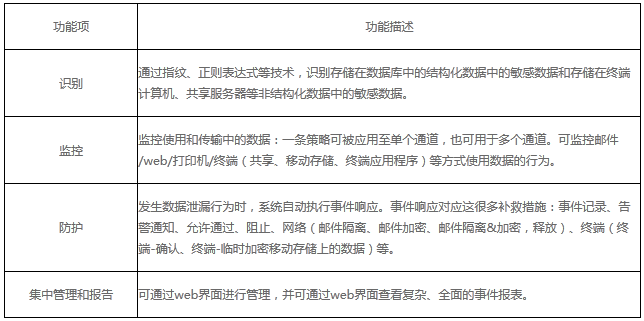 功能项
功能描述
识别
通过指纹、正则表达式等技术，识别存储在数据库中的结构化数据中的敏感数据和存储在终端
计算机、共享服务器等非结构化数据中的敏感数据。
监控
监控使用和传输中的数据：一条策略可被应用至单个通道，也可用于多个通道。可监控邮件
/web/打印机/终端（共享、移动存储、终端应用程序）等方式使用数据的行为。
防护
发生数据泄漏行为时，系统自动执行事件响应。事件响应对应这很多补救措施：事件记录、告
警通知、允许通过、阻止、网络（邮件隔离、邮件加密、邮件隔离&加密，释放）、终端（终
端-确认、终端-临时加密移动存储上的数据）等。
集中管理和报告
可通过web界面进行管理，并可通过web界面查看复杂、全面的事件报表。